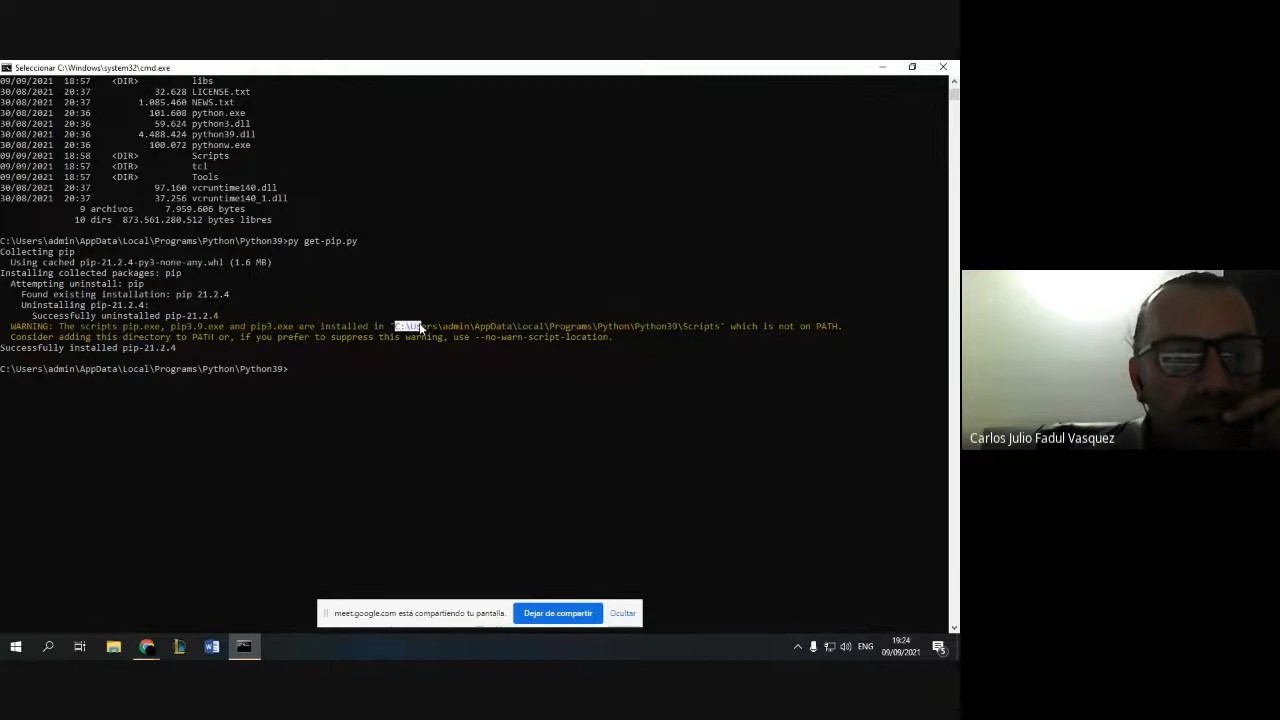 Seleccionar C:\Windows\system32\cmd.exe
09/09/2021  18:57    <DIR>          libs
30/08/2021  20:37            32.628 LICENSE.txt
30/08/2021  20:37         1.085.460 NEWS.txt
30/08/2021  20:36           101.608 python.exe
30/08/2021  20:36            59.624 python3.dll
30/08/2021  20:36         4.488.424 python39.dll
30/08/2021  20:36           100.072 pythonw.exe
09/09/2021  18:58    <DIR>          Scripts
09/09/2021  18:57    <DIR>          tcl
09/09/2021  18:57    <DIR>          Tools
30/08/2021  20:37            97.160 vcruntime140.dll
30/08/2021  20:37            37.256 vcruntime140_1.dll
9 archivos      7.959.606 bytes
10 dirs  873.561.280.512 bytes libres
C:\Users\admin\AppData\Local\Programs\Python\Python39>py get-pip.py
Collecting pip
Using cached pip-21.2.4-py3-none-any.whl (1.6 MB)
Installing collected packages: pip
Attempting uninstall: pip
Found existing installation: pip 21.2.4
Uninstalling pip-21.2.4:
Successfully uninstalled pip-21.2.4
WARNING: The scripts pip.exe, pip3.9.exe and pip3.exe are installed in 'C:\Users\admin\AppData\Local\Programs\Python\Python39\Scripts' which is not on PATH.
Consider adding this directory to PATH or, if you prefer to suppress this warning, use --no-warn-script-location.
Successfully installed pip-21.2.4
C:\Users\admin\AppData\Local\Programs\Python\Python39>
Carlos Julio Fadul Vasquez
meet.google.com está compartiendo tu pantalla.
Dejar de compartir
Ocultar
ENG
19:24
09/09/2021
5